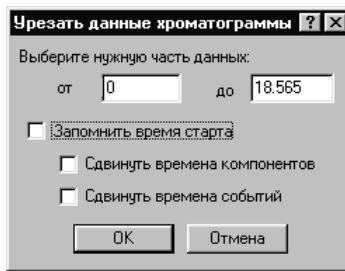 Урезать данные хроматограммы
Выберите нужную часть данных:
от 0 до 18.565
Запомнить время старта
Сдвинуть времена компонентов
Сдвинуть времена событий
OK Отмена